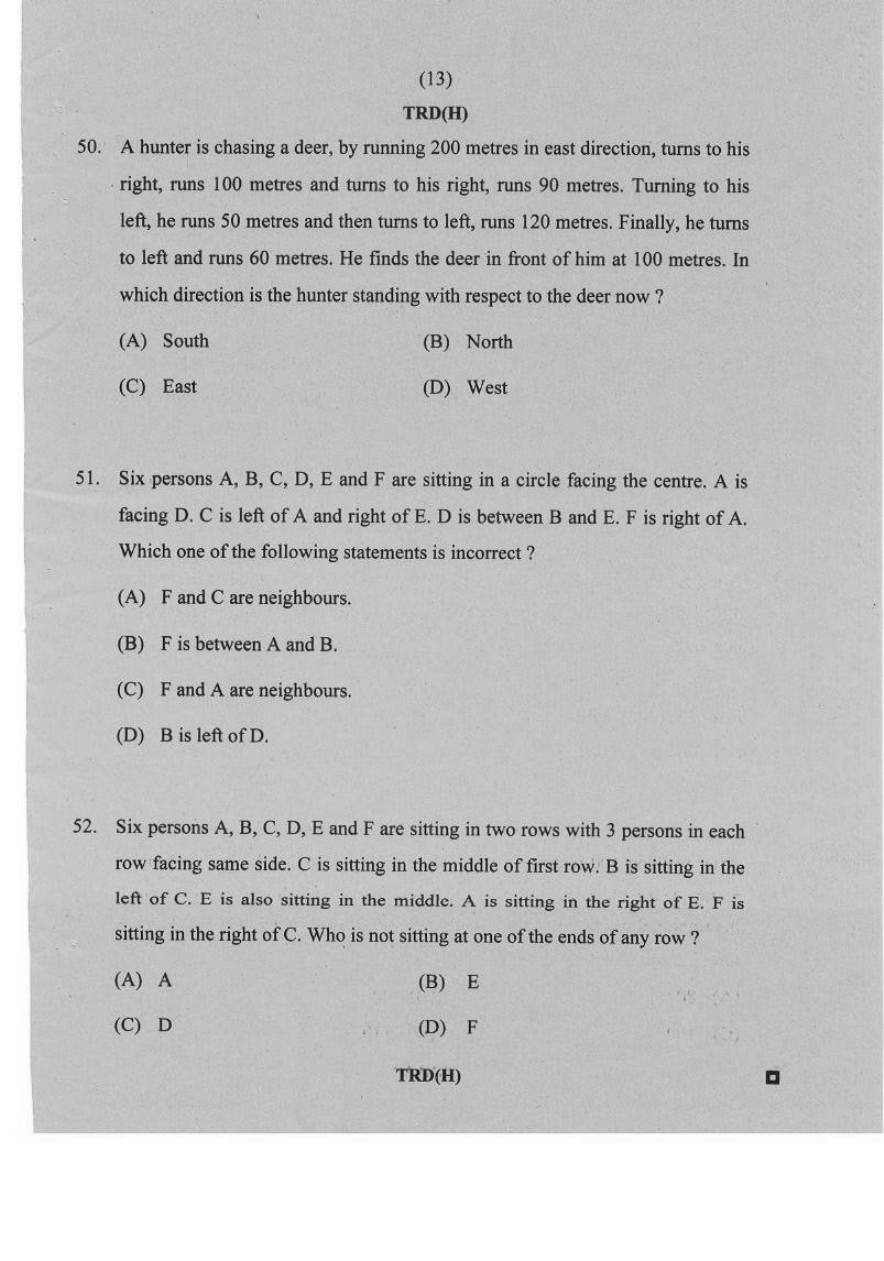 (13)
TRD(H)
50. A hunter is chasing a deer, by running 200 metres in east direction, turns to his
right, runs 100 metres and turns to his right, runs 90 metres. Turning to his
left, he runs 50 metres and then turns to left, runs 120 metres. Finally, he turns
to left and runs 60 metres. He finds the deer in front of him at 100 metres. In
which direction is the hunter standing with respect to the deer now ?
(A) South (B) North
(C) East (D) West
51. Six persons A, B, C, D, E and F are sitting in a circle facing the centre. A is
facing D. C is left of A and right of E. D is between B and E. F is right of A.
Which one of the following statements is incorrect ?
(A) F and C are neighbours.
(B) F is between A and B.
(C) F and A are neighbours.
(D) B is left of D.
52. Six persons A, B, C, D, E and F are sitting in two rows with 3 persons in each
row facing same side. C is sitting in the middle of first row. B is sitting in the
left of C. E is also sitting in the middle. A is sitting in the right of E. F is
sitting in the right of C. Who is not sitting at one of the ends of any row ?
(A) A (B) E
(C) D (D) F
TRD(H)